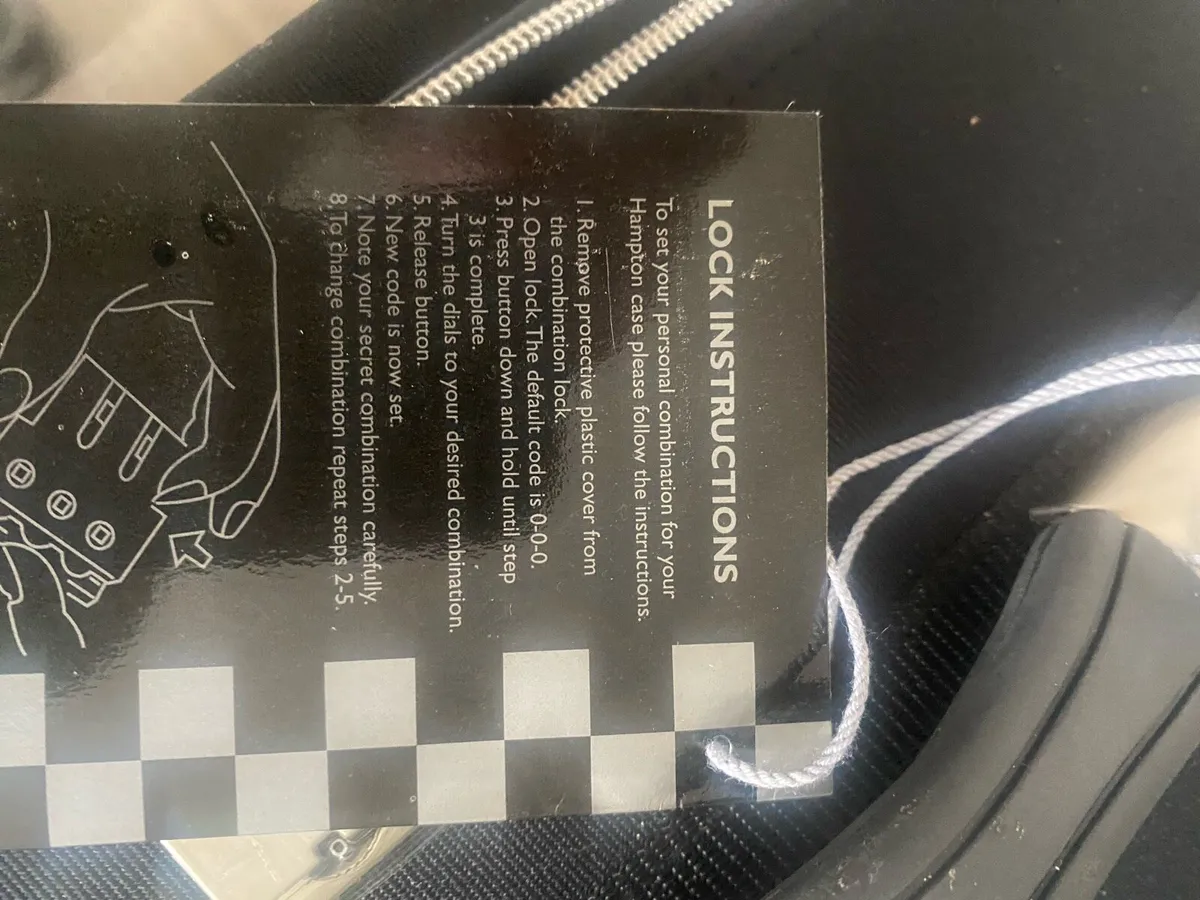 LOCK INSTRUCTIONS
To set your personal combination for your
Hampton case please follow the instructions.
1. Remove protective plastic cover from
the combination lock.
2. Open lock. The default code is 0-0-0.
3. Press button down and hold until step
3 is complete.
4. Turn the dials to your desired combination.
5. Release button.
6. New code is now set.
7. Note your secret combination carefully.
8. To change combination repeat steps 2-5.